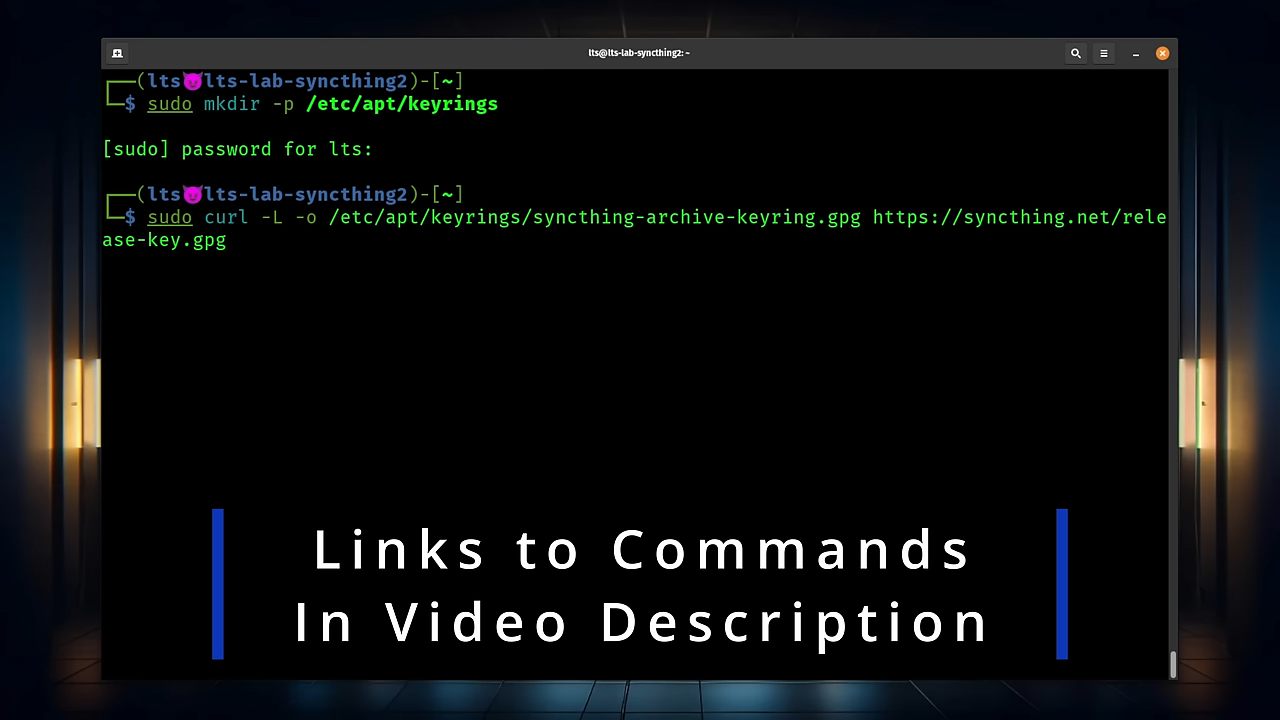 lts@lts-lab-syncthing2: ~
┌──(lts😈lts-lab-syncthing2)-[~]
└─$ sudo mkdir -p /etc/apt/keyrings
[sudo] password for lts:
┌──(lts😈lts-lab-syncthing2)-[~]
└─$ sudo curl -L -o /etc/apt/keyrings/syncthing-archive-keyring.gpg https://syncthing.net/rele
ase-key.gpg
Links to Commands
In Video Description